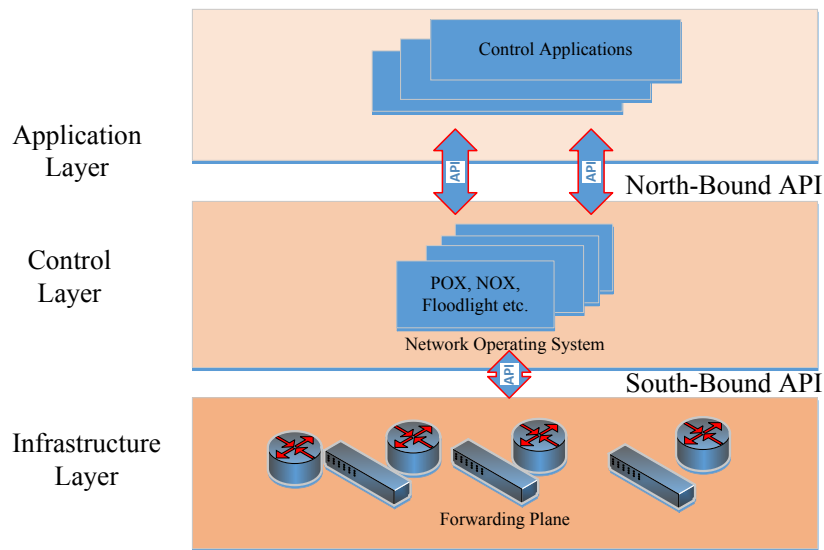 Control Applications
Application
Layer
API
API
North-Bound API
Control
Layer
POX, NOX,
Floodlight etc.
Network Operating System
API
South-Bound API
Infrastructure
Layer
Forwarding Plane